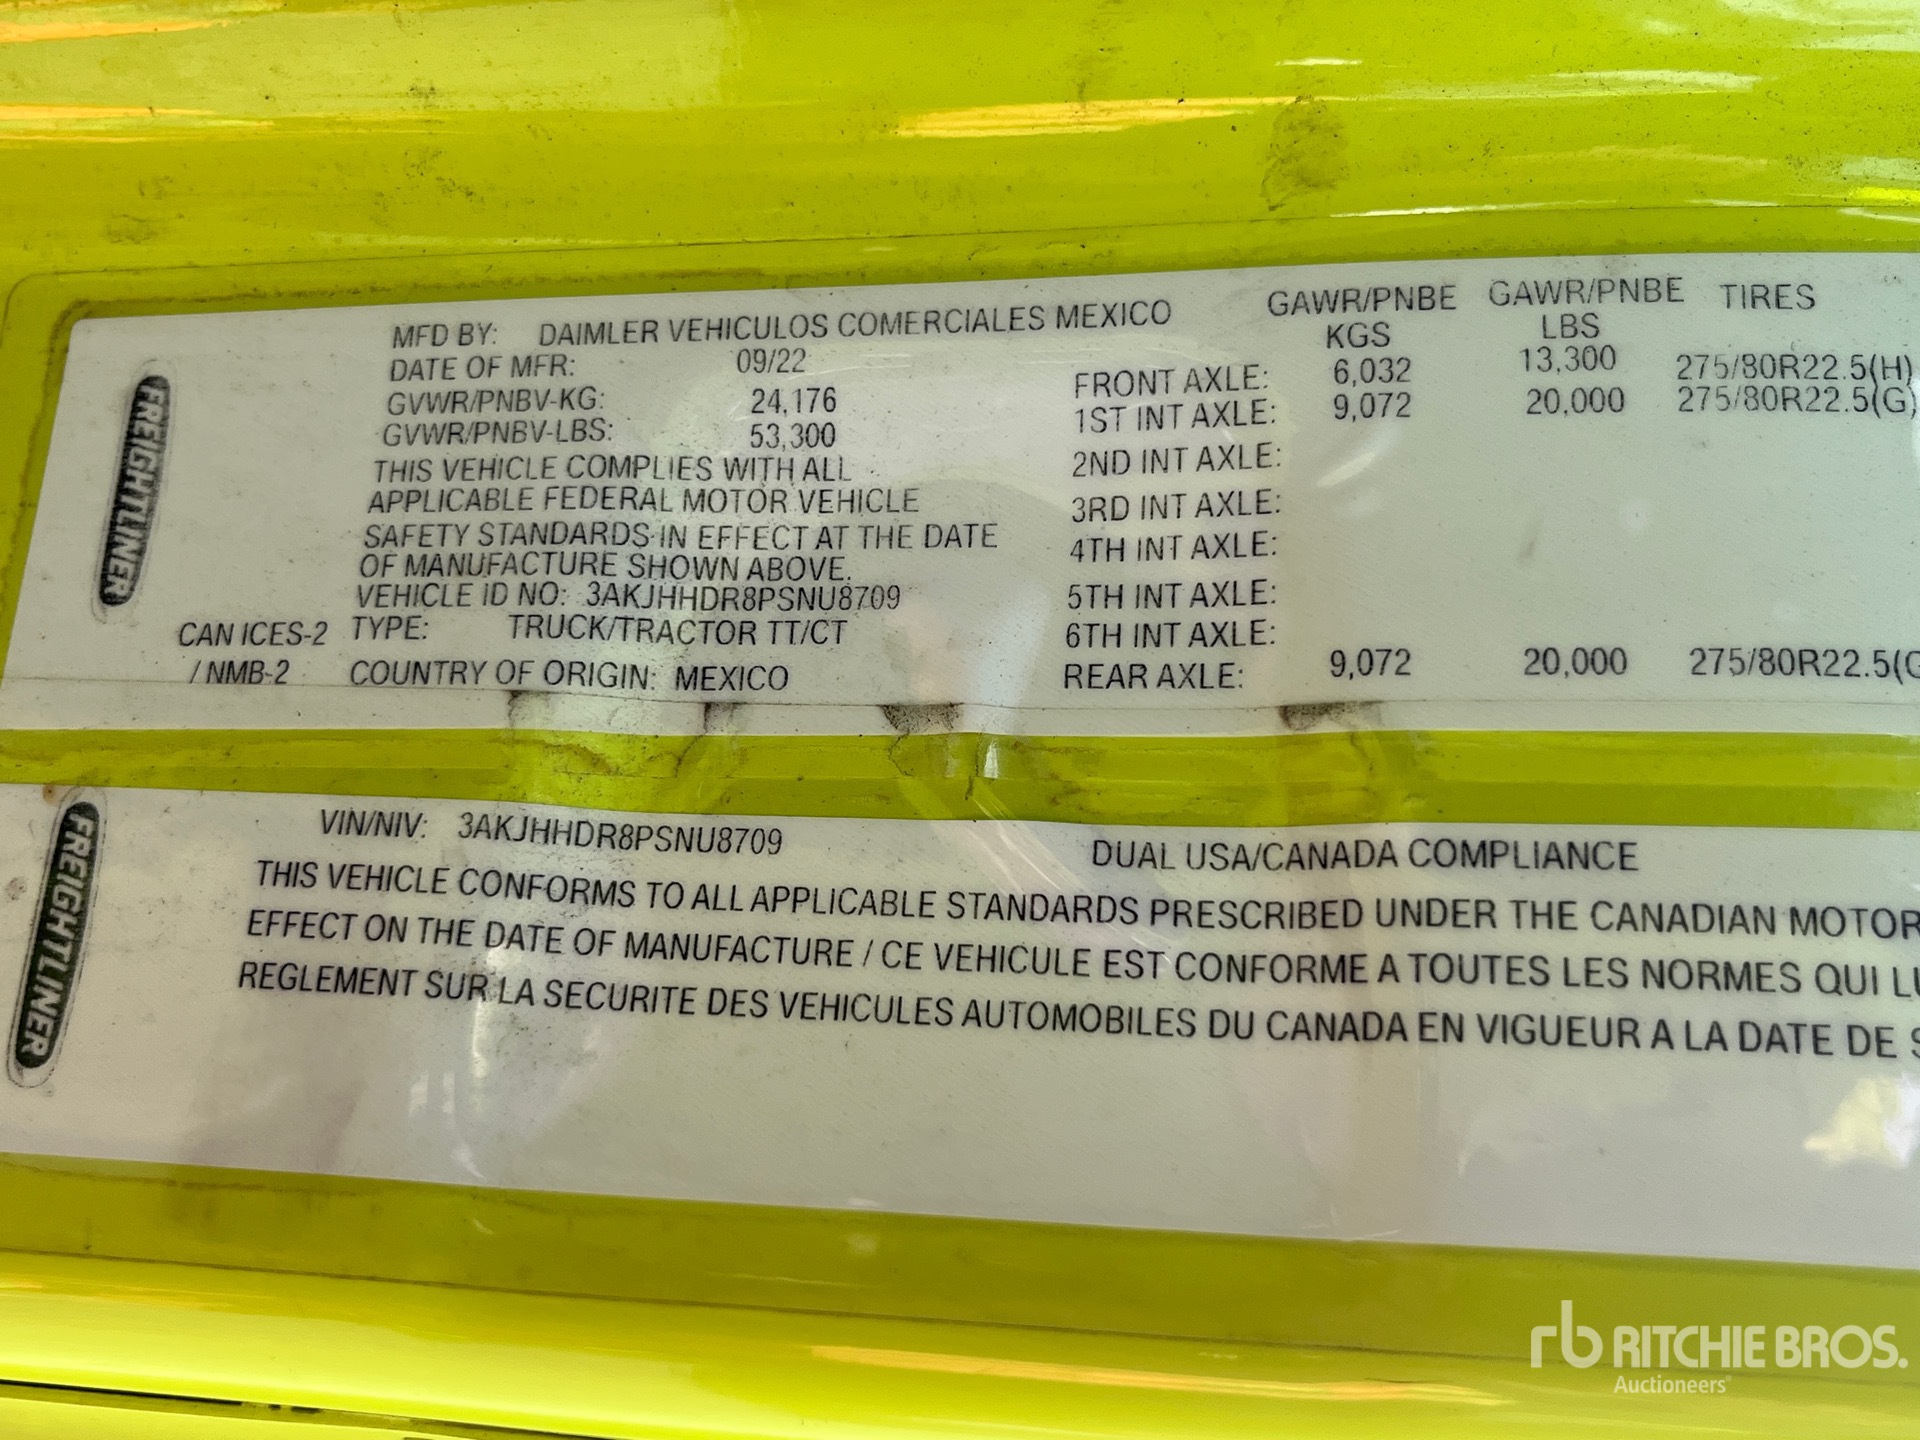 FREIGHTLINER
MFD BY: DAIMLER VEHICULOS COMERCIALES MEXICO
DATE OF MFR: 09/22
GVWR/PNBV-KG: 24,176
GVWR/PNBV-LBS: 53,300
THIS VEHICLE COMPLIES WITH ALL
APPLICABLE FEDERAL MOTOR VEHICLE
SAFETY STANDARDS IN EFFECT AT THE DATE
OF MANUFACTURE SHOWN ABOVE.
VEHICLE ID NO: 3AKJHHDR8PSNU8709
CAN ICES-2 TYPE: TRUCK/TRACTOR TT/CT
/ NMB-2 COUNTRY OF ORIGIN: MEXICO
GAWR/PNBE GAWR/PNBE TIRES
KGS LBS
FRONT AXLE: 6,032 13,300 275/80R22.5(H)
1ST INT AXLE: 9,072 20,000 275/80R22.5(G)
2ND INT AXLE:
3RD INT AXLE:
4TH INT AXLE:
5TH INT AXLE:
6TH INT AXLE:
REAR AXLE: 9,072 20,000 275/80R22.5(G
FREIGHTLINER
VIN/NIV: 3AKJHHDR8PSNU8709 DUAL USA/CANADA COMPLIANCE
THIS VEHICLE CONFORMS TO ALL APPLICABLE STANDARDS PRESCRIBED UNDER THE CANADIAN MOTOR
EFFECT ON THE DATE OF MANUFACTURE / CE VEHICULE EST CONFORME A TOUTES LES NORMES QUI LU
REGLEMENT SUR LA SECURITE DES VEHICULES AUTOMOBILES DU CANADA EN VIGUEUR A LA DATE DE S
rb RITCHIE BROS.
Auctioneers